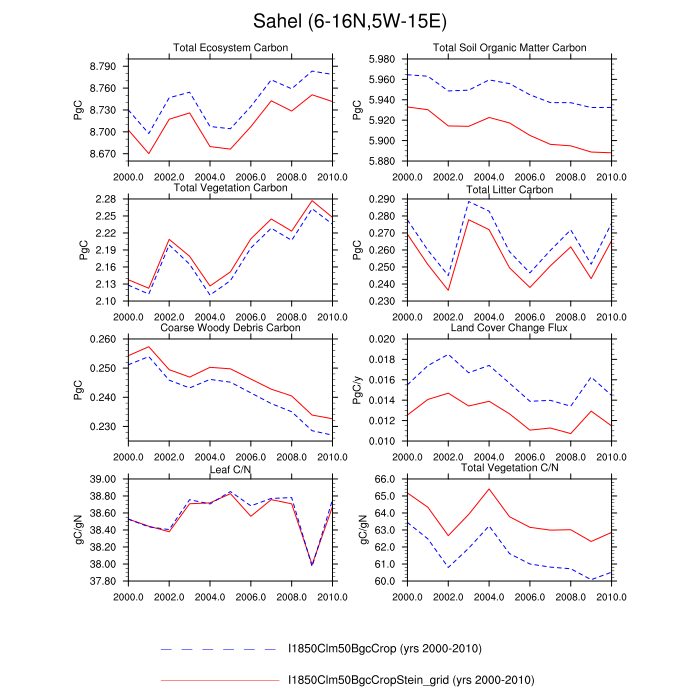 Sahel (6-16N,5W-15E)
Total Ecosystem Carbon
PgC
8.790
8.760
8.730
8.700
8.670
2000.0 2002.0 2004.0 2006.0 2008.0 2010.0
Total Soil Organic Matter Carbon
PgC
5.980
5.960
5.940
5.920
5.900
5.880
2000.0 2002.0 2004.0 2006.0 2008.0 2010.0
Total Vegetation Carbon
PgC
2.28
2.25
2.22
2.19
2.16
2.13
2.10
2000.0 2002.0 2004.0 2006.0 2008.0 2010.0
Total Litter Carbon
PgC
0.290
0.280
0.270
0.260
0.250
0.240
0.230
2000.0 2002.0 2004.0 2006.0 2008.0 2010.0
Coarse Woody Debris Carbon
PgC
0.260
0.250
0.240
0.230
2000.0 2002.0 2004.0 2006.0 2008.0 2010.0
Land Cover Change Flux
PgC/y
0.020
0.018
0.016
0.014
0.012
0.010
2000.0 2002.0 2004.0 2006.0 2008.0 2010.0
Leaf C/N
gC/gN
39.00
38.80
38.60
38.40
38.20
38.00
37.80
2000.0 2002.0 2004.0 2006.0 2008.0 2010.0
Total Vegetation C/N
gC/gN
66.0
65.0
64.0
63.0
62.0
61.0
60.0
2000.0 2002.0 2004.0 2006.0 2008.0 2010.0
I1850Clm50BgcCrop (yrs 2000-2010)
I1850Clm50BgcCropStein_grid (yrs 2000-2010)